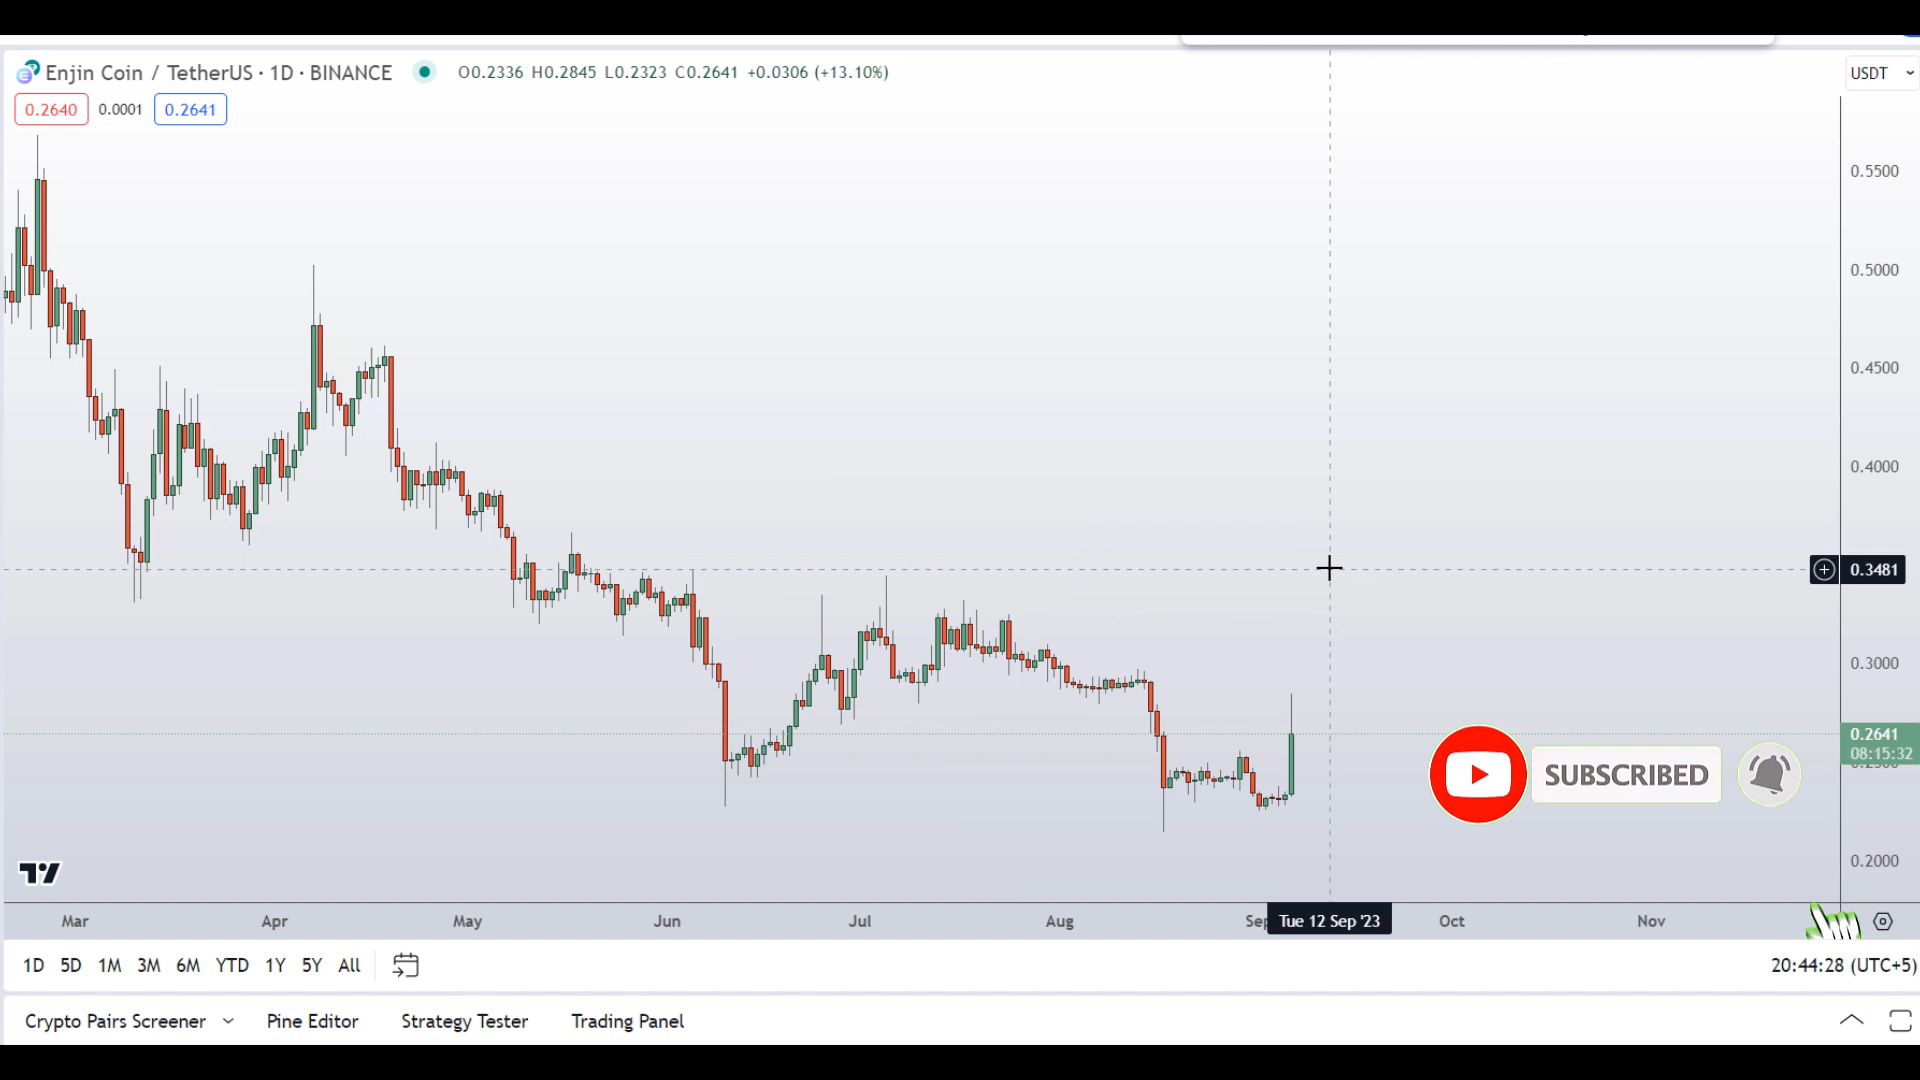 Enjin Coin / TetherUS · 1D · BINANCE O0.2336 H0.2845 L0.2323 C0.2641 +0.0306 (+13.10%)
USDT
0.2640 0.0001 0.2641
0.5500
0.5000
0.4500
0.4000
0.3481
0.3000
0.2641
08:15:32
SUBSCRIBED
0.2000
Mar Apr May Jun Jul Aug Sep Tue 12 Sep '23 Oct Nov
1D 5D 1M 3M 6M YTD 1Y 5Y All 20:44:28 (UTC+5)
Crypto Pairs Screener Pine Editor Strategy Tester Trading Panel